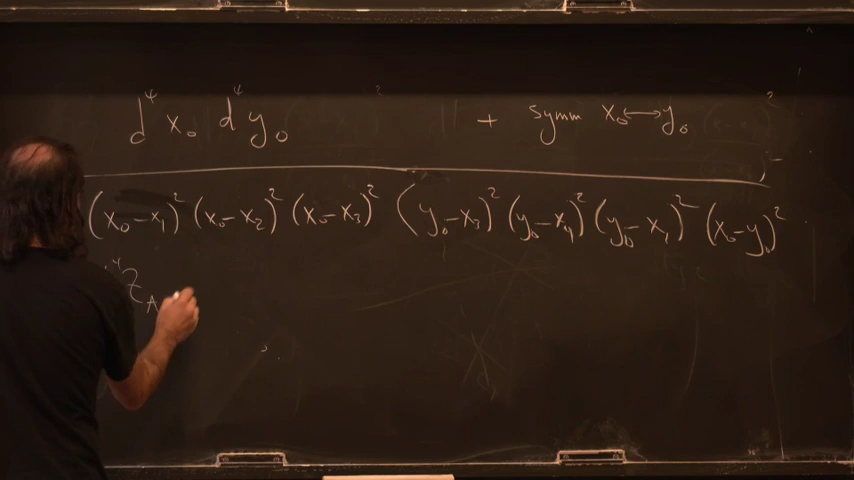 d⁴x₀ d⁴y₀ + symm x₀ ↔ y₀
(x₀-x₁)² (x₀-x₂)² (x₀-x₃)² (y₀-x₃)² (y₀-x₄)² (y₀-x₁)² (x₀-y₀)²
⁴Z_A